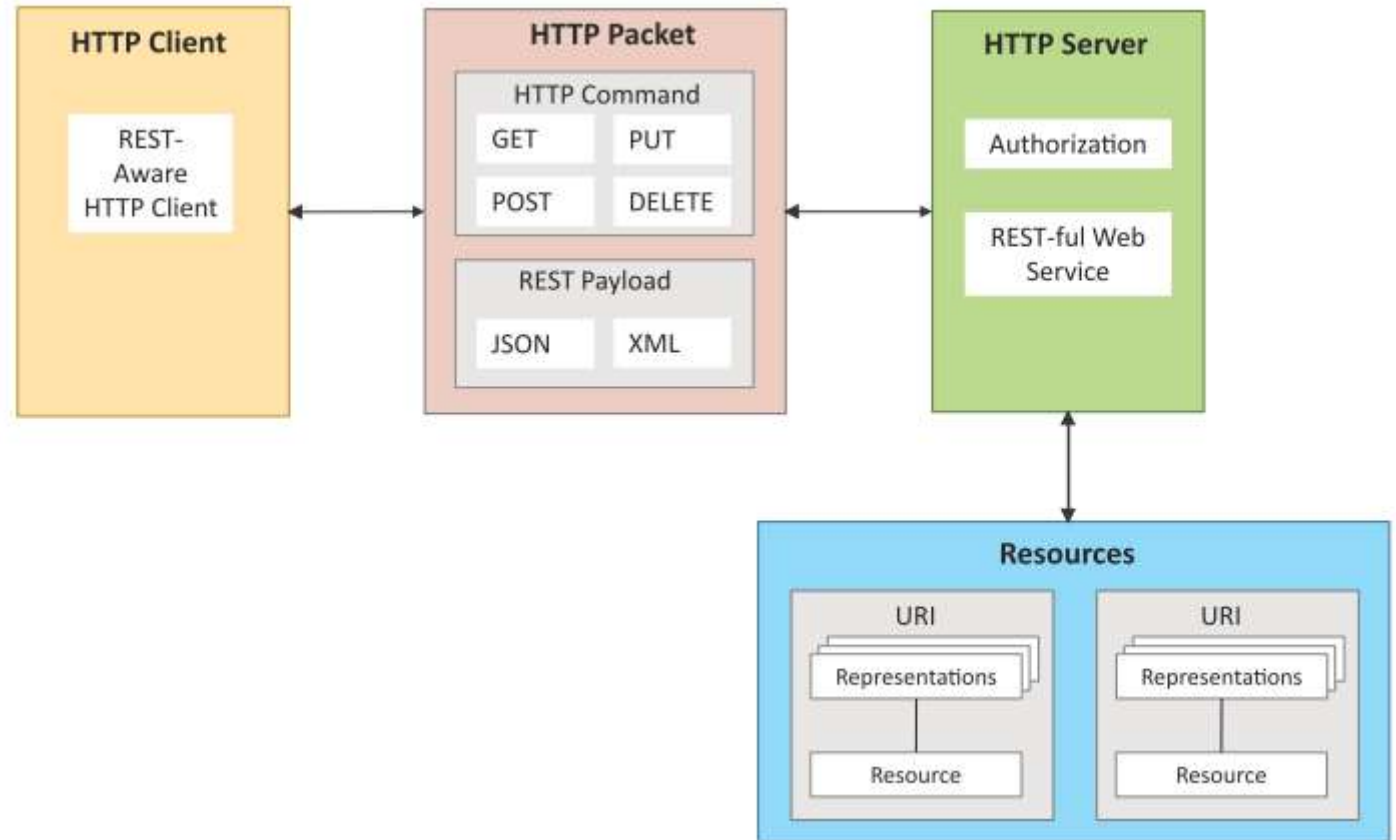 HTTP Client
REST-
Aware
HTTP Client
HTTP Packet
HTTP Command
GET
PUT
POST
DELETE
REST Payload
JSON
XML
HTTP Server
Authorization
REST-ful Web
Service
Resources
URI
Representations
Resource
URI
Representations
Resource